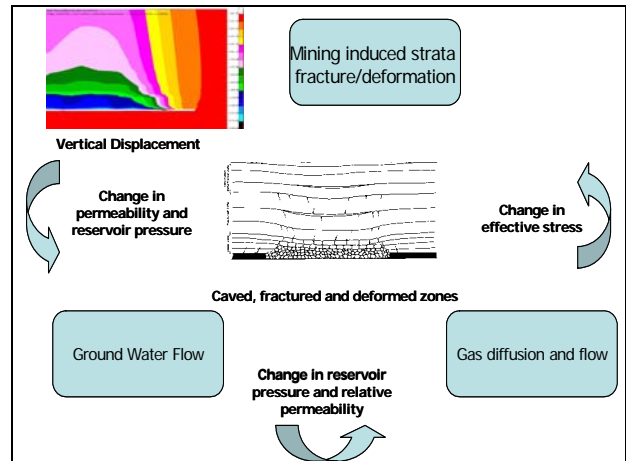 Mining induced strata
fracture/deformation
Vertical Displacement
Change in
permeability and
reservoir pressure
Change in
effective stress
Caved, fractured and deformed zones
Ground Water Flow
Gas diffusion and flow
Change in reservoir
pressure and relative
permeability